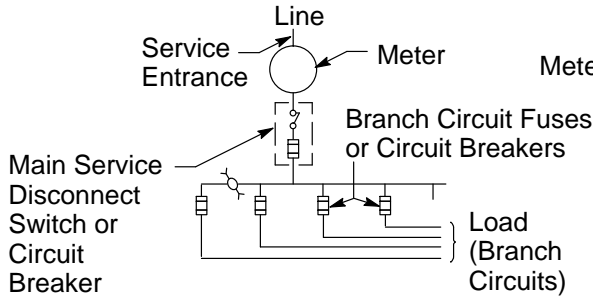 Line
Service
Entrance
Meter
Mete
Branch Circuit Fuses
or Circuit Breakers
Main Service
Disconnect
Switch or
Circuit
Breaker
Load
(Branch
Circuits)